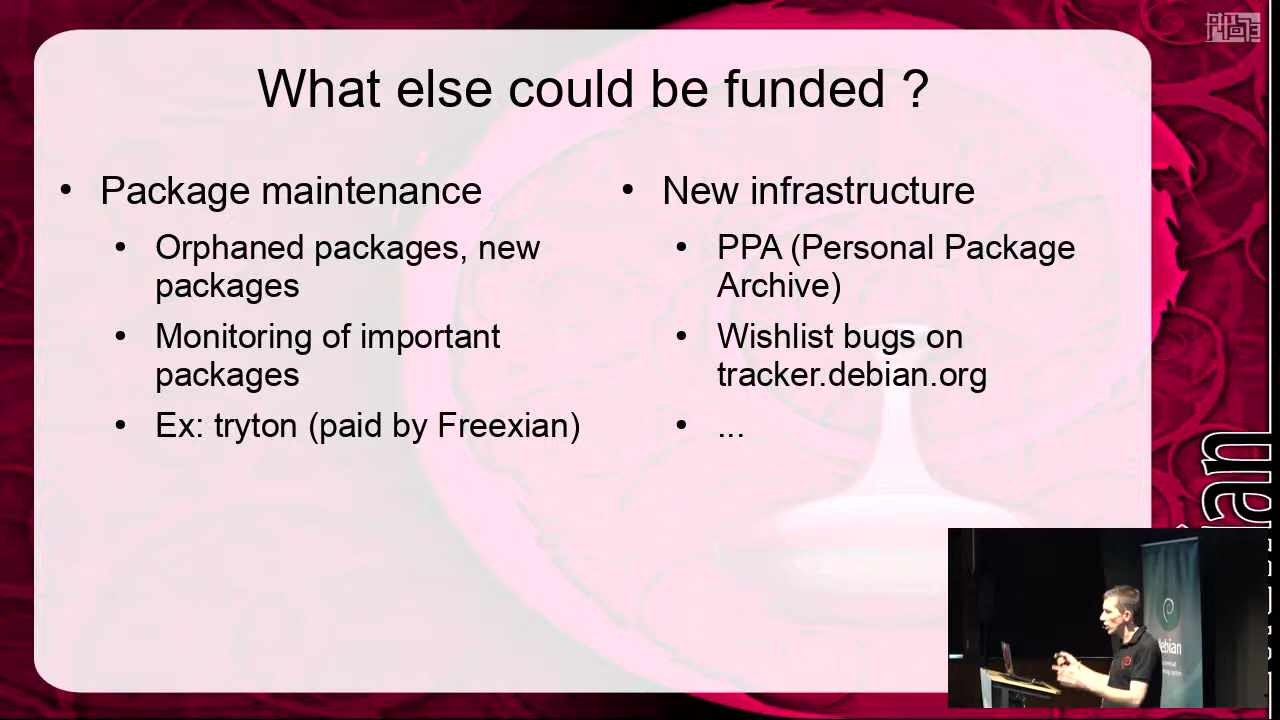 What else could be funded ?
• Package maintenance
• Orphaned packages, new
packages
• Monitoring of important
packages
• Ex: tryton (paid by Freexian)
• New infrastructure
• PPA (Personal Package
Archive)
• Wishlist bugs on
tracker.debian.org
• ...
debian